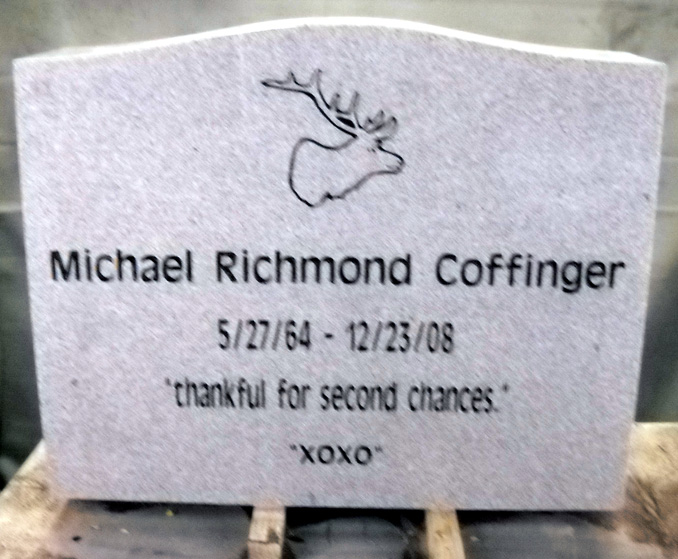 Michael Richmond Coffinger
5/27/64 - 12/23/08
"thankful for second chances."
"XOXO"